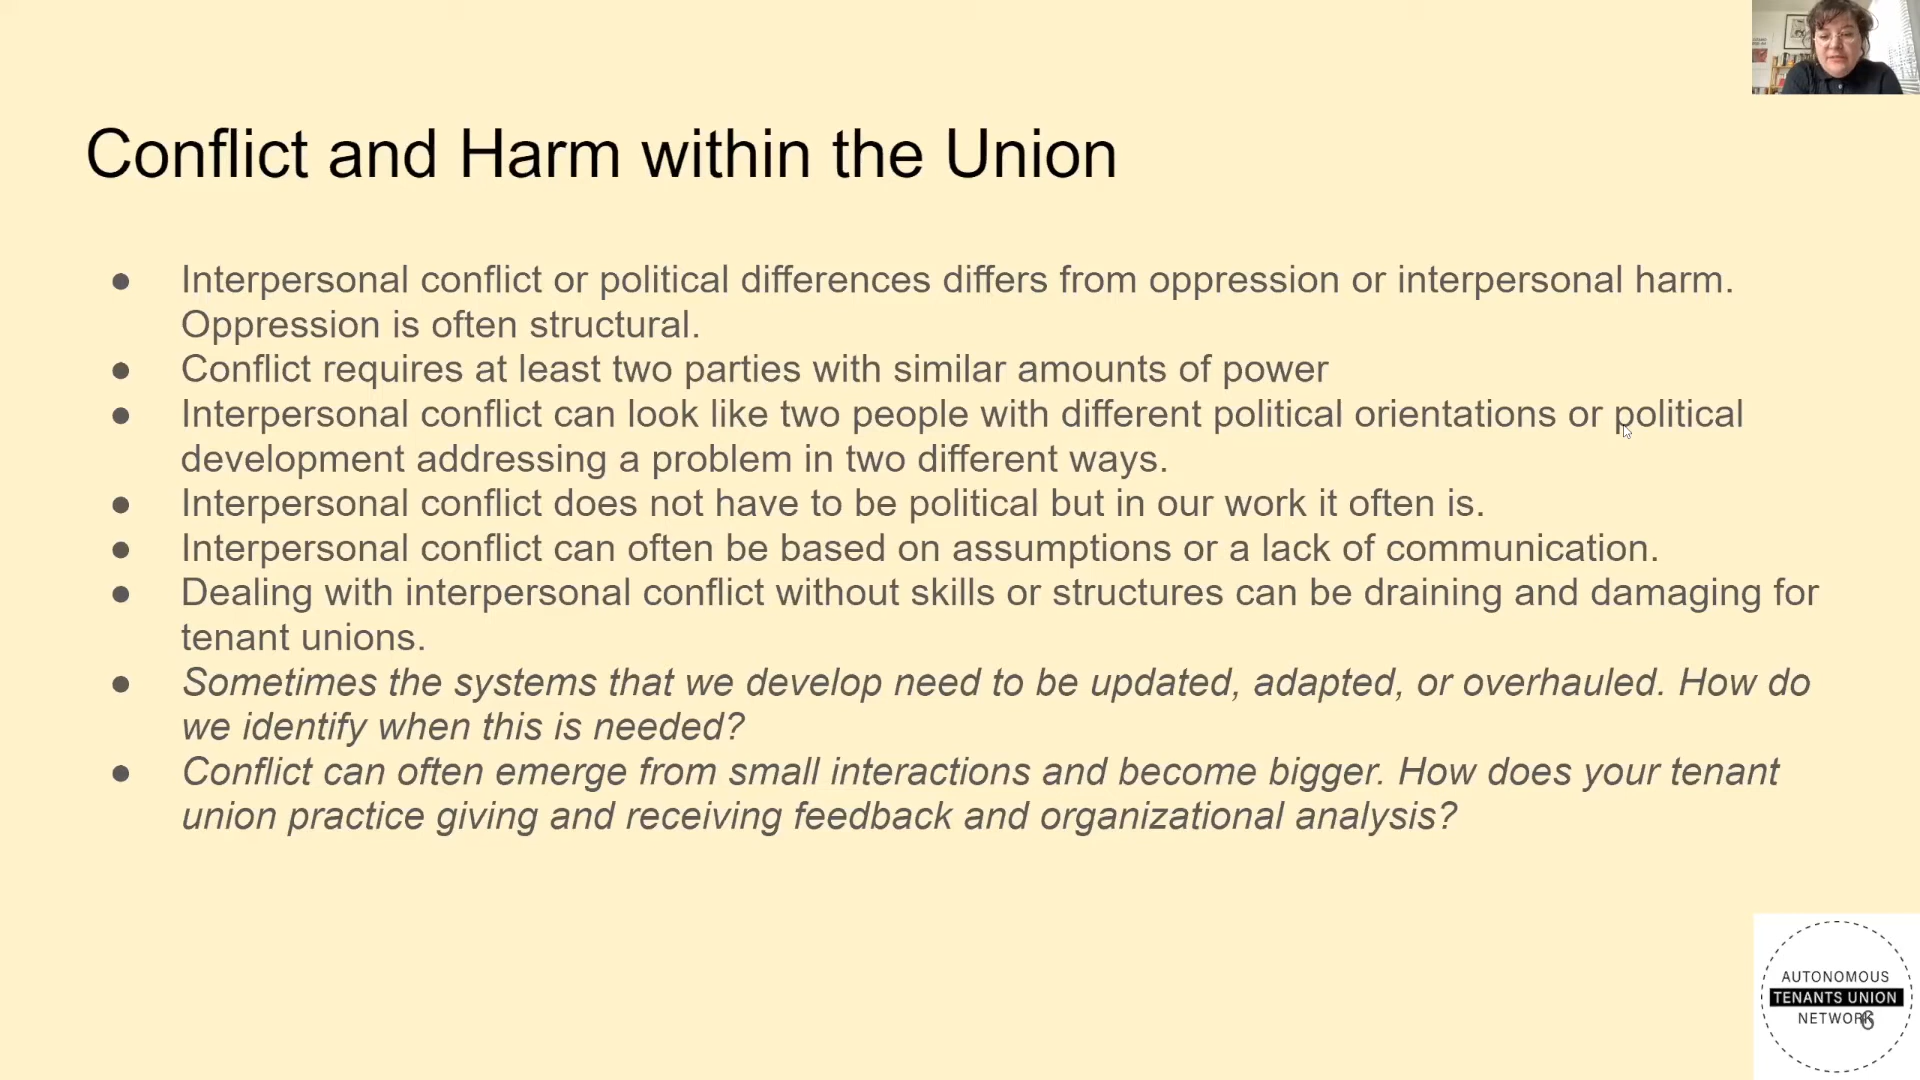 Conflict and Harm within the Union
● Interpersonal conflict or political differences differs from oppression or interpersonal harm.
Oppression is often structural.
● Conflict requires at least two parties with similar amounts of power
● Interpersonal conflict can look like two people with different political orientations or political
development addressing a problem in two different ways.
● Interpersonal conflict does not have to be political but in our work it often is.
● Interpersonal conflict can often be based on assumptions or a lack of communication.
● Dealing with interpersonal conflict without skills or structures can be draining and damaging for
tenant unions.
● Sometimes the systems that we develop need to be updated, adapted, or overhauled. How do
we identify when this is needed?
● Conflict can often emerge from small interactions and become bigger. How does your tenant
union practice giving and receiving feedback and organizational analysis?
AUTONOMOUS
TENANTS UNION
NETWORK
6